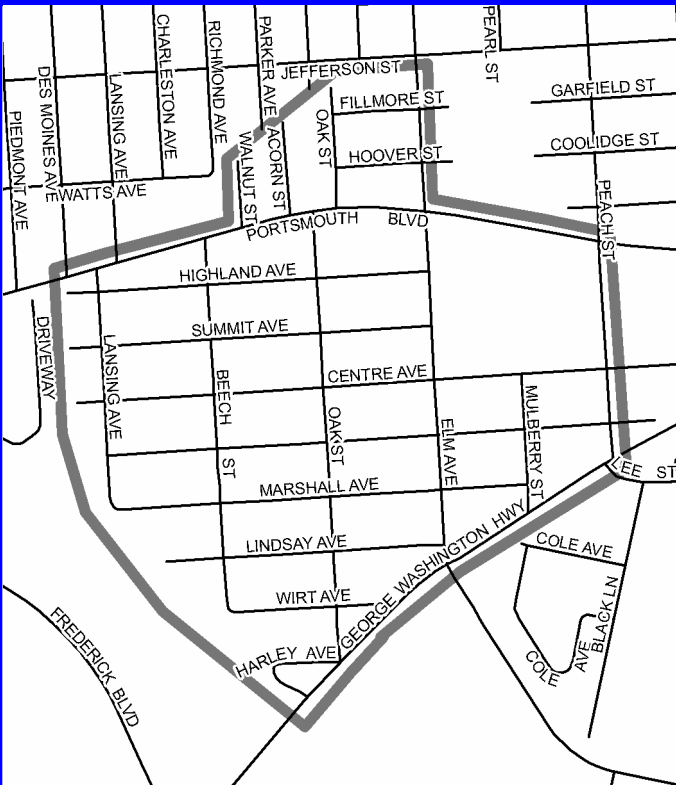 PEARL ST
CHARLESTON AVE
RICHMOND AVE
PARKER AVE
JEFFERSON ST
DES MOINES AVE
LANSING AVE
GARFIELD ST
FILLMORE ST
PIEDMONT AVE
OAK ST
ACORN ST
WALNUT ST
COOLIDGE ST
HOOVER ST
WATTS AVE
PEACH ST
PORTSMOUTH BLVD
HIGHLAND AVE
DRIVEWAY
SUMMIT AVE
LANSING AVE
CENTRE AVE
BEECH ST
OAK ST
ELM AVE
MULBERRY ST
LEE ST
MARSHALL AVE
GEORGE WASHINGTON HWY
LINDSAY AVE
COLE AVE
BLACK LN
WIRT AVE
FREDERICK BLVD
HARLEY AVE
COLE AVE